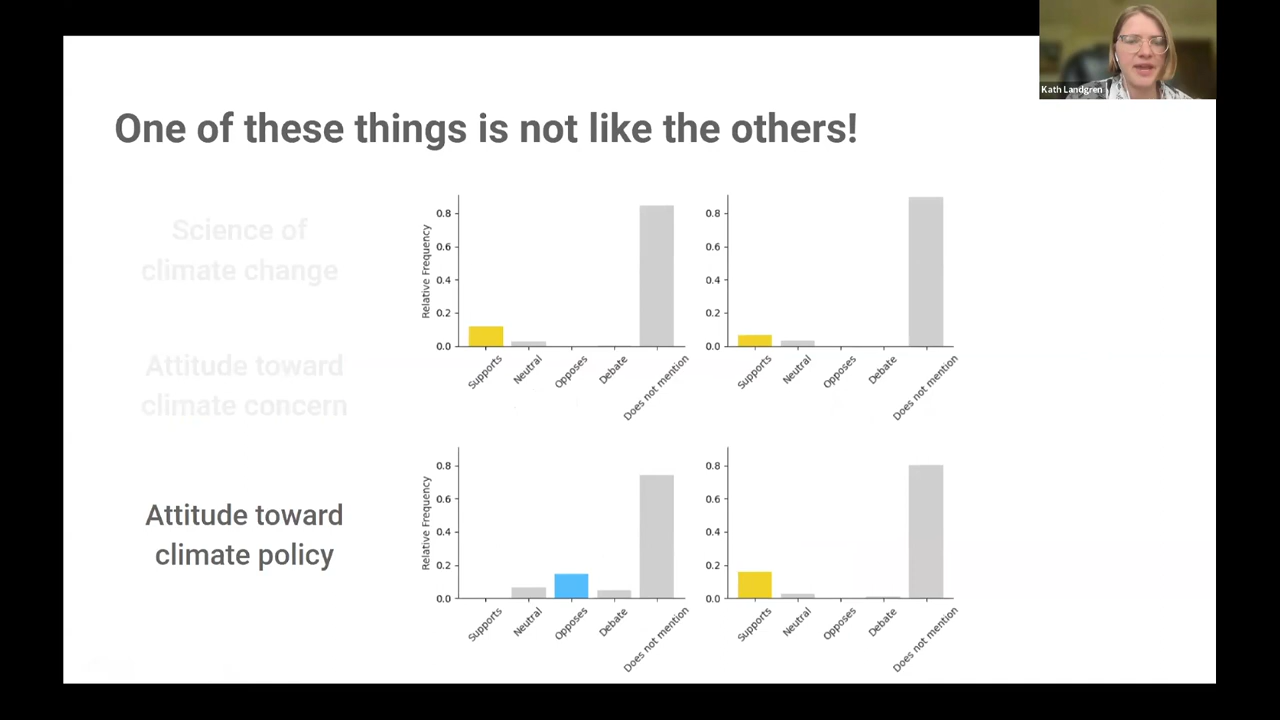 Kath Landgren
One of these things is not like the others!
Science of
climate change
Attitude toward
climate concern
Attitude toward
climate policy
Relative Frequency
0.8
0.6
0.4
0.2
0.0
Supports
Neutral
Opposes
Debate
Does not mention
0.8
0.6
0.4
0.2
0.0
Supports
Neutral
Opposes
Debate
Does not mention
Relative Frequency
0.8
0.6
0.4
0.2
0.0
Supports
Neutral
Opposes
Debate
Does not mention
0.8
0.6
0.4
0.2
0.0
Supports
Neutral
Opposes
Debate
Does not mention